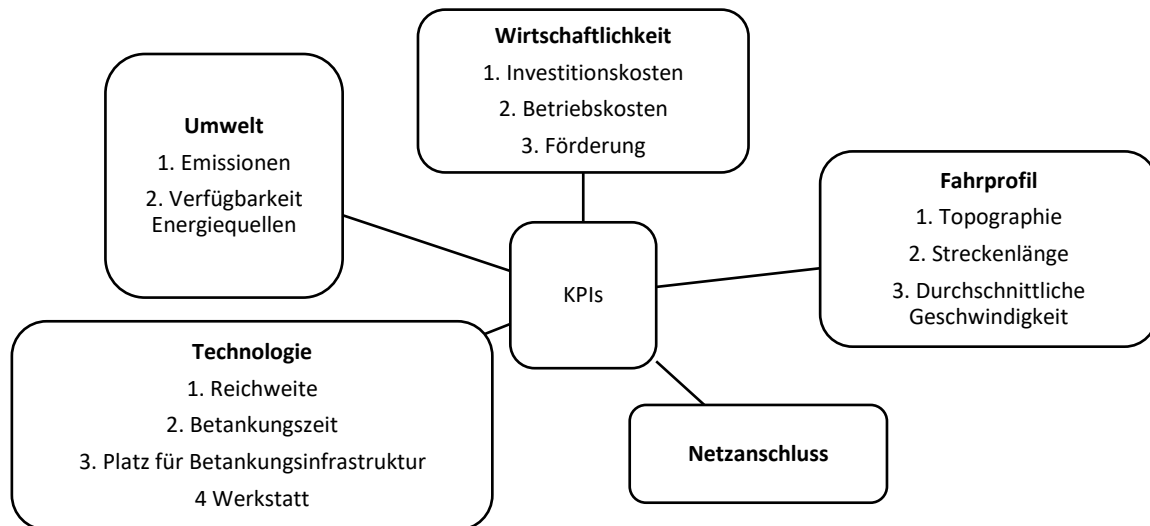 Wirtschaftlichkeit
1. Investitionskosten
2. Betriebskosten
3. Förderung
Umwelt
1. Emissionen
2. Verfügbarkeit
Energiequellen
Fahrprofil
1. Topographie
2. Streckenlänge
3. Durchschnittliche
Geschwindigkeit
KPIs
Technologie
1. Reichweite
2. Betankungszeit
3. Platz für Betankungsinfrastruktur
4 Werkstatt
Netzanschluss